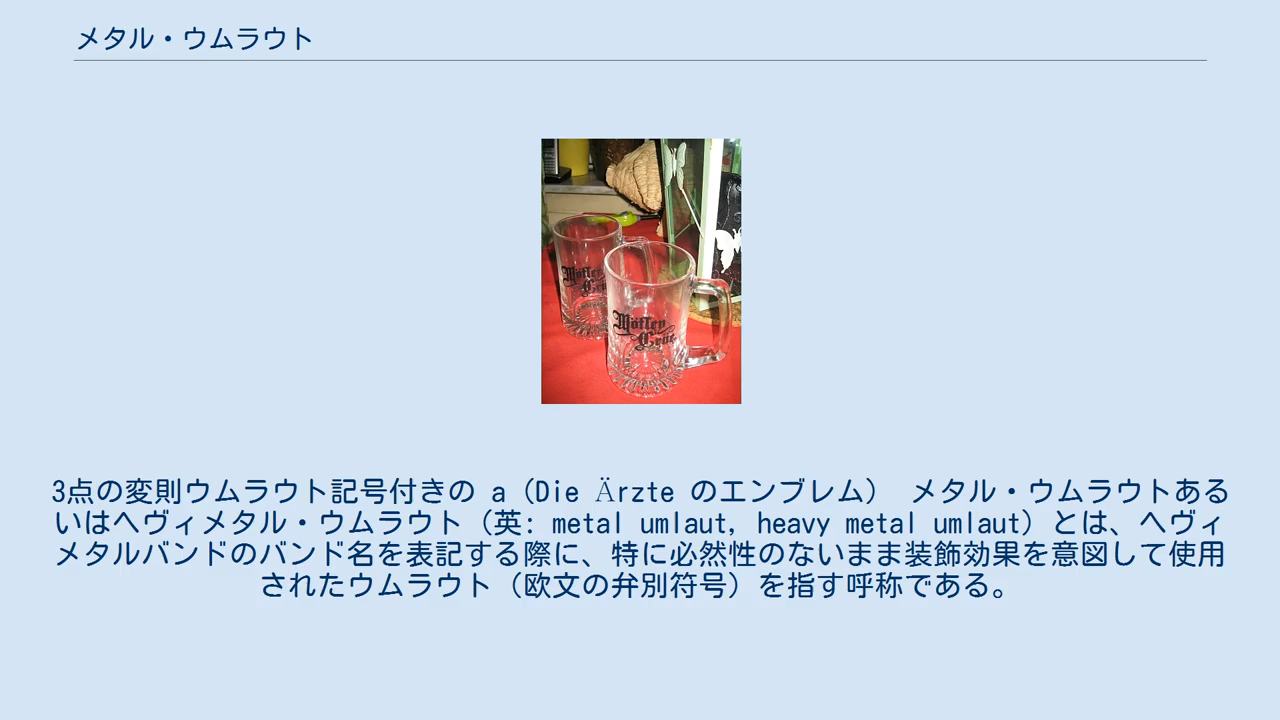 メタル・ウムラウト
Mötley
Crüe
Mötley
Crüe
3点の変則ウムラウト記号付きの a（Die Ärzte のエンブレム） メタル・ウムラウトある
いはヘヴィメタル・ウムラウト（英: metal umlaut, heavy metal umlaut）とは、ヘヴィ
メタルバンドのバンド名を表記する際に、特に必然性のないまま装飾効果を意図して使用
されたウムラウト（欧文の弁別符号）を指す呼称である。